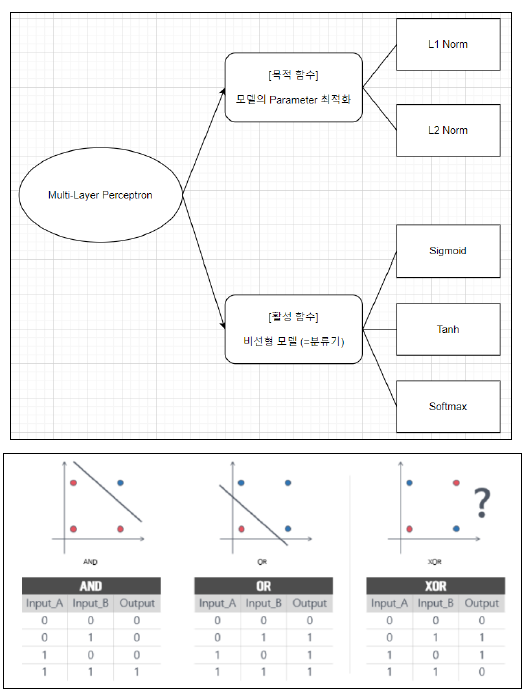 L1 Norm
[목적 함수]
모델의 Parameter 최적화
L2 Norm
Multi-Layer Perceptron
Sigmoid
[활성 함수]
비선형 모델 (=분류기)
Tanh
Softmax
?
AND OR XOR
AND OR XOR
Input_A Input_B Output Input_A Input_B Output Input_A Input_B Output
0 0 0 0 0 0 0 0 0
0 1 0 0 1 1 0 1 1
1 0 0 1 0 1 1 0 1
1 1 1 1 1 1 1 1 0